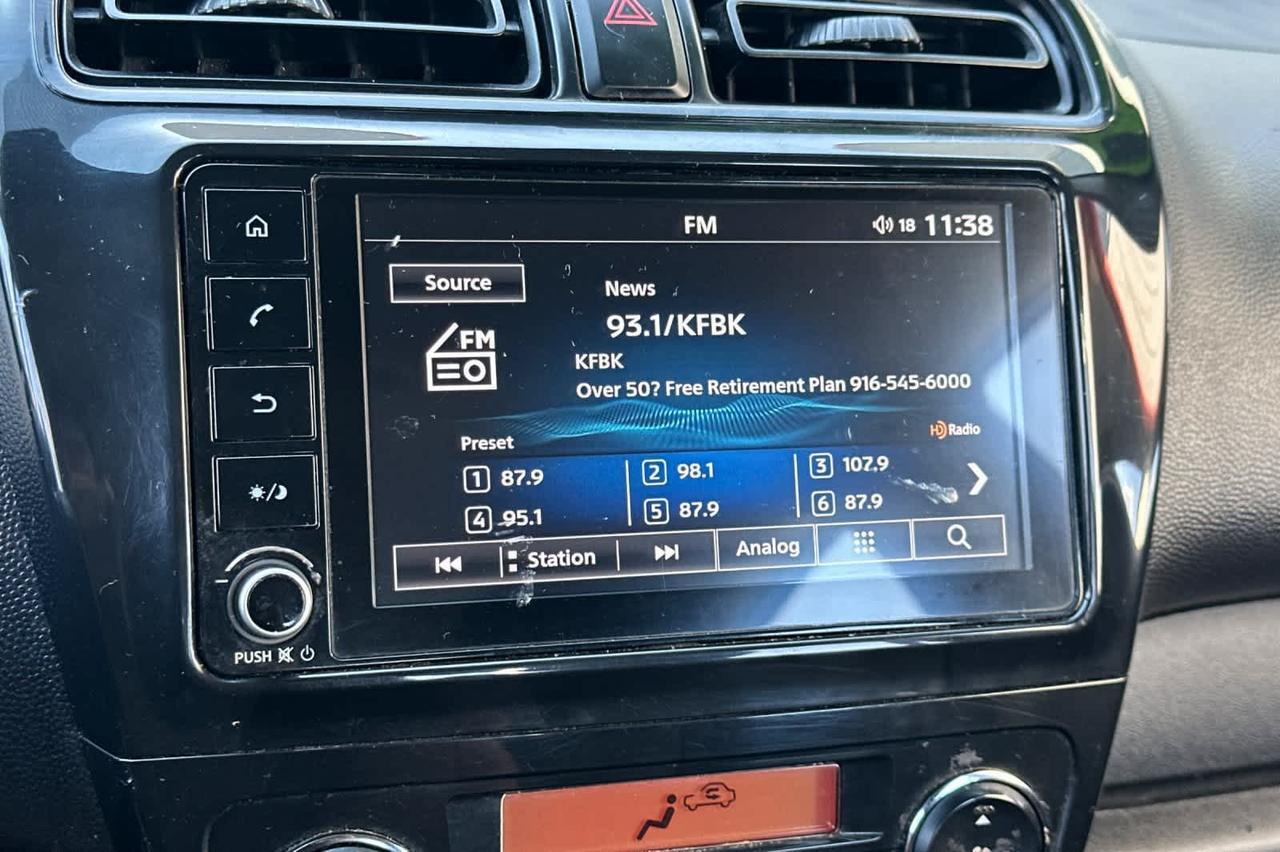 FM
18 11:38
Source
News
93.1/KFBK
FM
KFBK
Over 50? Free Retirement Plan 916-545-6000
HD Radio
Preset
1 87.9
2 98.1
3 107.9
4 95.1
5 87.9
6 87.9
Station
Analog
PUSH